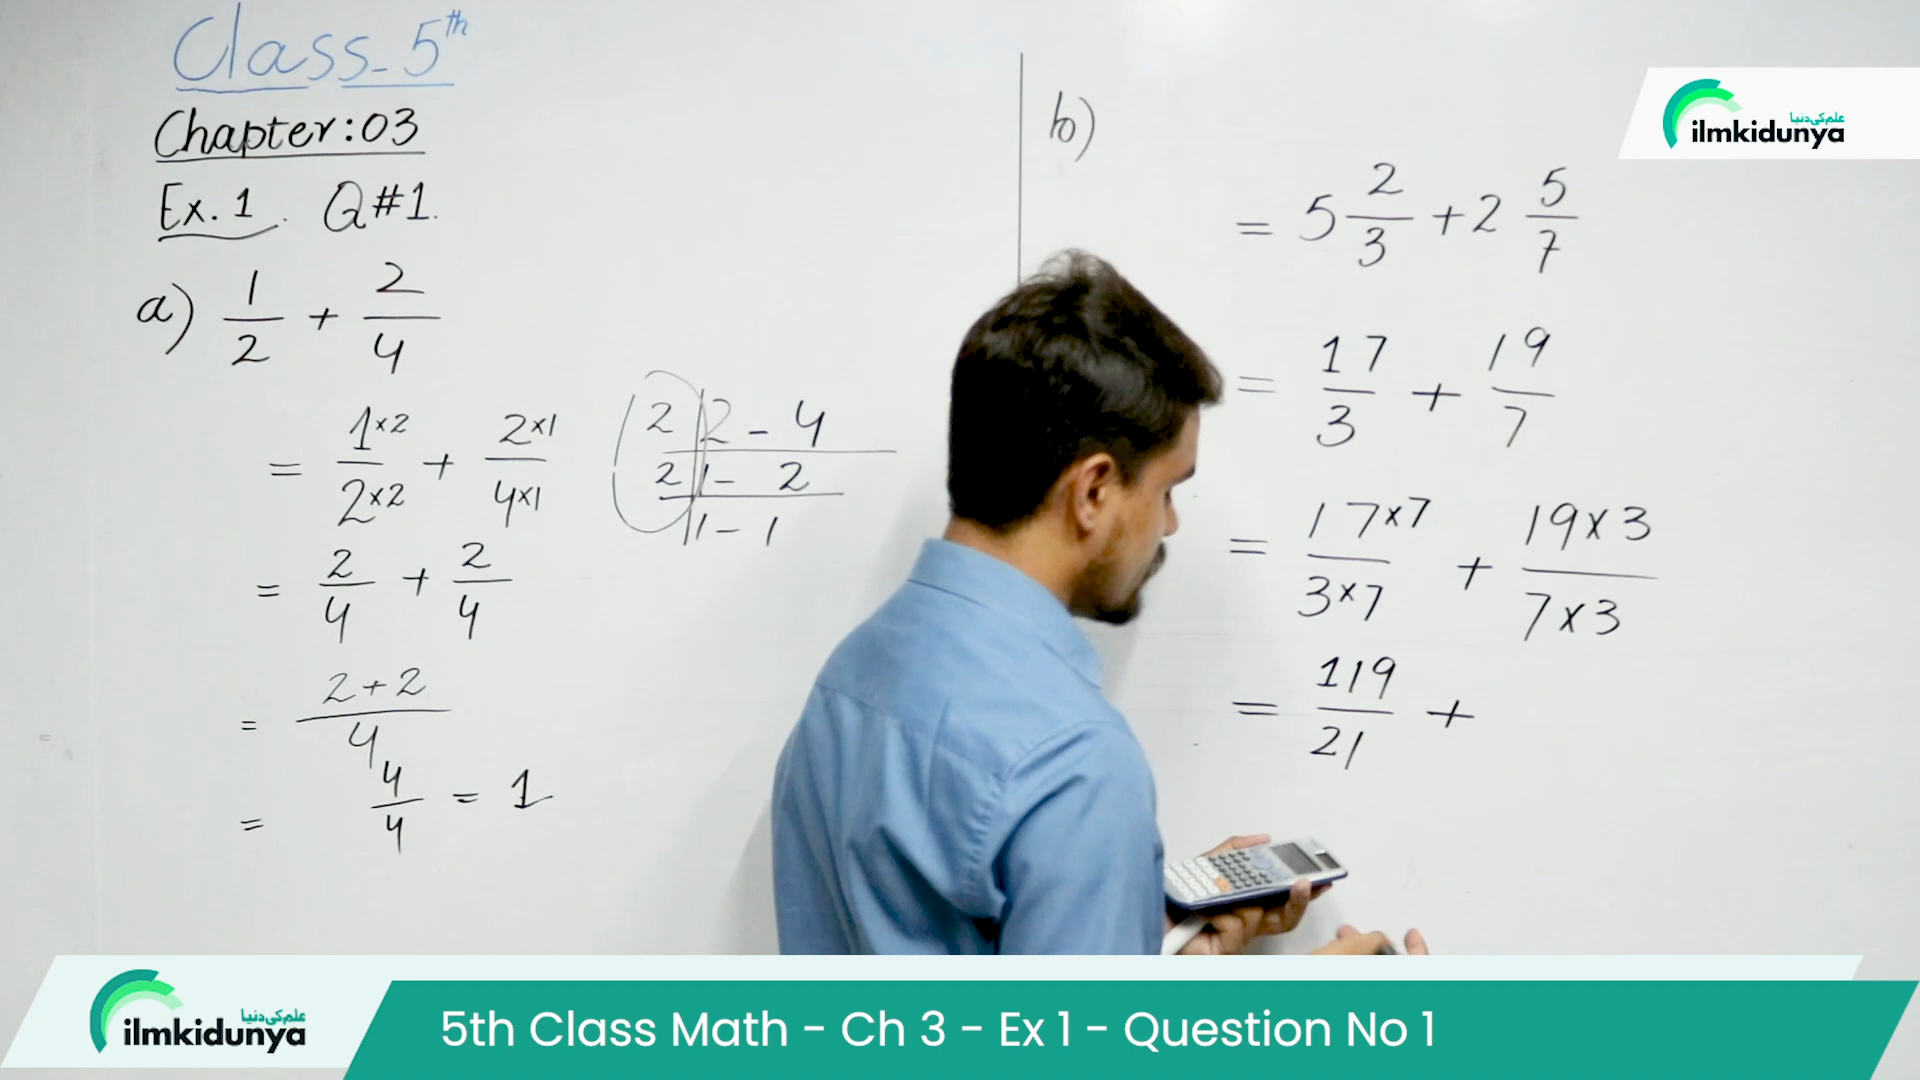 Class-5th
Chapter:03
Ex.1. Q#1.
a) 1/2 + 2/4
= 1×2/2×2 + 2×1/4×1
= 2/4 + 2/4
= 2+2/4
= 4/4 = 1
2 | 2 - 4
2 | 1 - 2
| 1 - 1
b)
= 5 2/3 + 2 5/7
= 17/3 + 19/7
= 17×7/3×7 + 19×3/7×3
= 119/21 +
علم کی دنیا
ilmkidunya
علم کی دنیا
ilmkidunya
5th Class Math - Ch 3 - Ex 1 - Question No 1